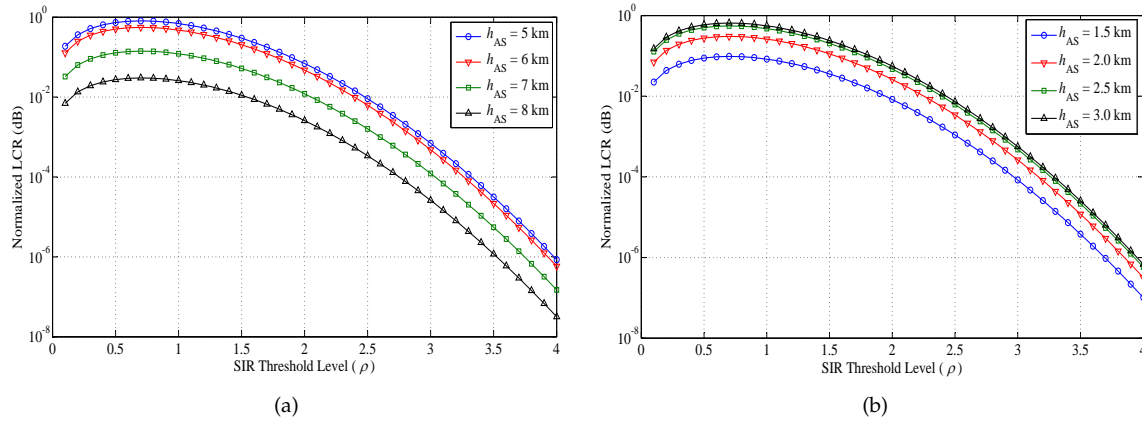 Normalized LCR (dB)
10^0
10^-2
10^-4
10^-6
10^-8
h_AS = 5 km
h_AS = 6 km
h_AS = 7 km
h_AS = 8 km
0 0.5 1 1.5 2 2.5 3 3.5 4
SIR Threshold Level ( ρ )
(a)
Normalized LCR (dB)
10^0
10^-2
10^-4
10^-6
10^-8
h_AS = 1.5 km
h_AS = 2.0 km
h_AS = 2.5 km
h_AS = 3.0 km
0 0.5 1 1.5 2 2.5 3 3.5 4
SIR Threshold Level ( ρ )
(b)